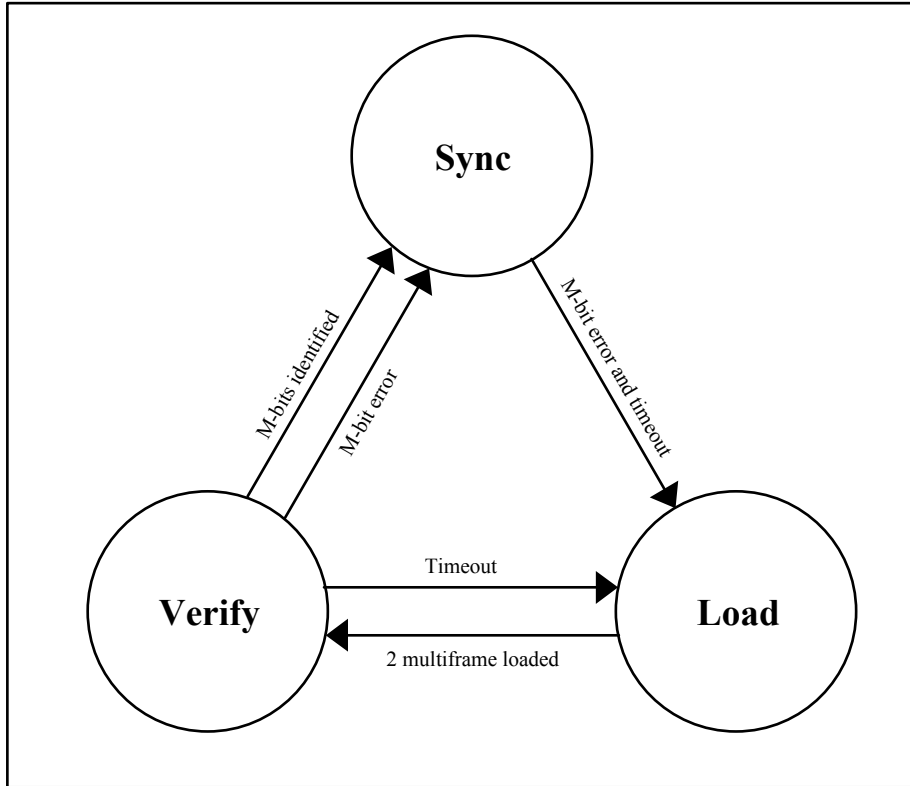 Sync
M-bits identified
M-bit error
M-bit error and timeout
Timeout
Verify
Load
2 multiframe loaded